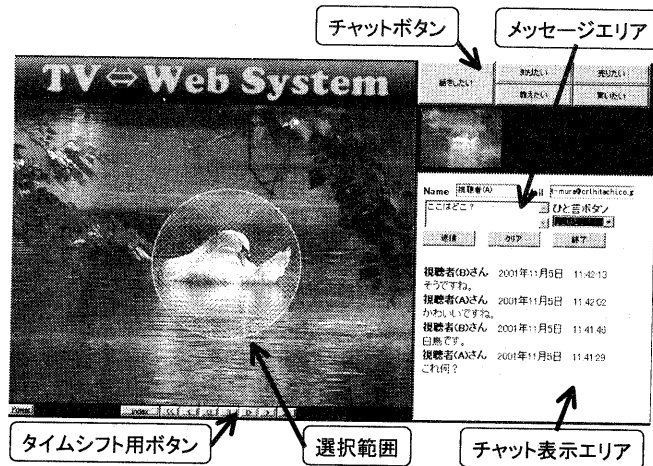 チャットボタン
メッセージエリア
TV⇔Web System
話をしたい
知りたい
売りたい
教えたい
買いたい
Name 視聴者(A)
ここはどこ?
ひと言ボタン
送信
クリア
終了
視聴者(B)さん 2001年11月5日 11:42:13
そうですね。
視聴者(A)さん 2001年11月5日 11:42:02
かわいいですね。
視聴者(B)さん 2001年11月5日 11:41:46
白鳥です。
視聴者(A)さん 2001年11月5日 11:41:29
これ何?
index << <
タイムシフト用ボタン
選択範囲
チャット表示エリア